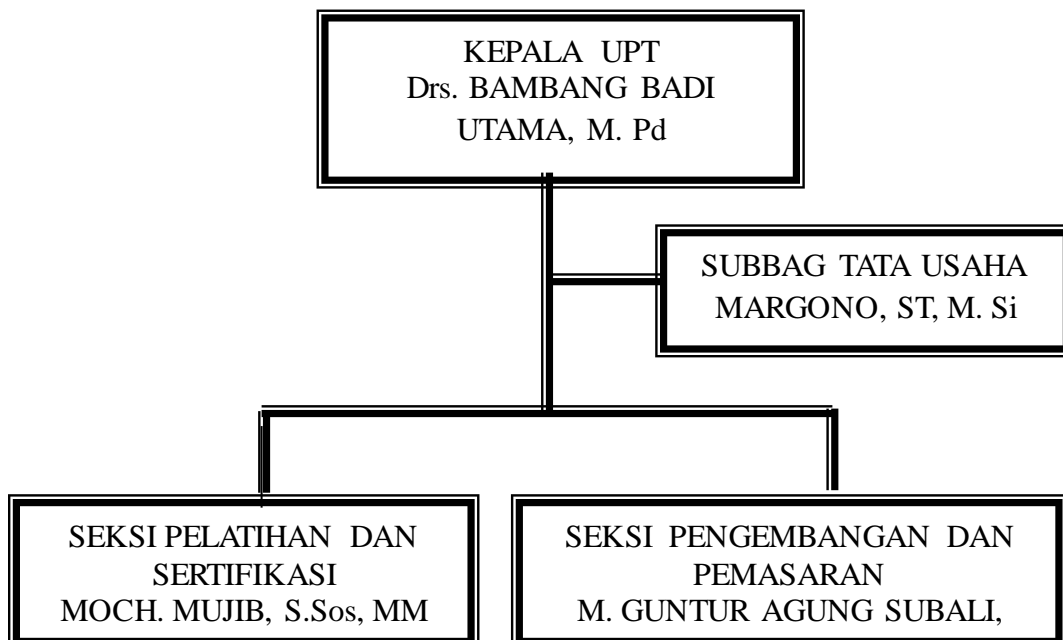 KEPALA UPT
Drs. BAMBANG BADI
UTAMA, M. Pd
SUBBAG TATA USAHA
MARGONO, ST, M. Si
SEKSI PELATIHAN DAN
SERTIFIKASI
MOCH. MUJIB, S.Sos, MM
SEKSI PENGEMBANGAN DAN
PEMASARAN
M. GUNTUR AGUNG SUBALI,